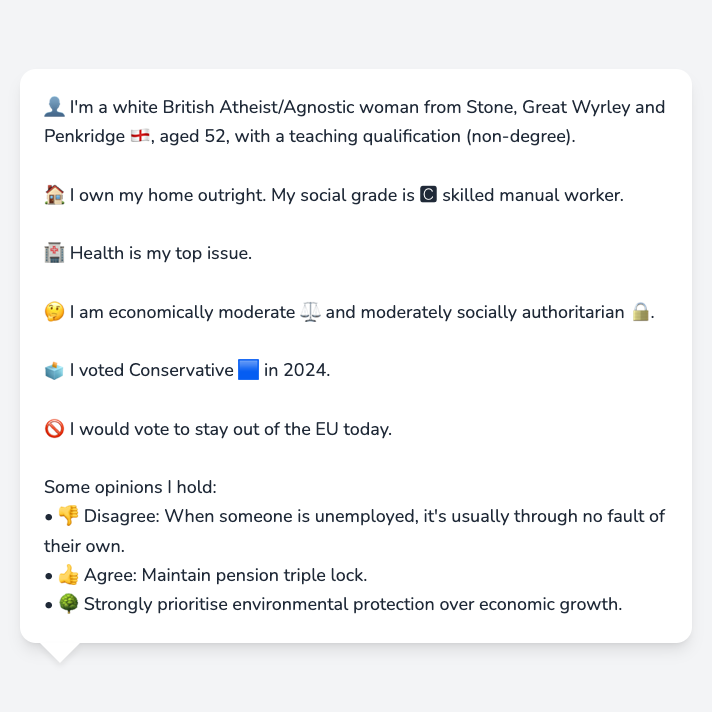 👤 I'm a white British Atheist/Agnostic woman from Stone, Great Wyrley and
Penkridge 🏴󠁧󠁢󠁥󠁮󠁧󠁿, aged 52, with a teaching qualification (non-degree).
🏠 I own my home outright. My social grade is 🅲 skilled manual worker.
🏥 Health is my top issue.
🤔 I am economically moderate ⚖️ and moderately socially authoritarian 🔒.
🗳️ I voted Conservative 🟦 in 2024.
🚫 I would vote to stay out of the EU today.
Some opinions I hold:
• 👎 Disagree: When someone is unemployed, it's usually through no fault of
their own.
• 👍 Agree: Maintain pension triple lock.
• 🌳 Strongly prioritise environmental protection over economic growth.